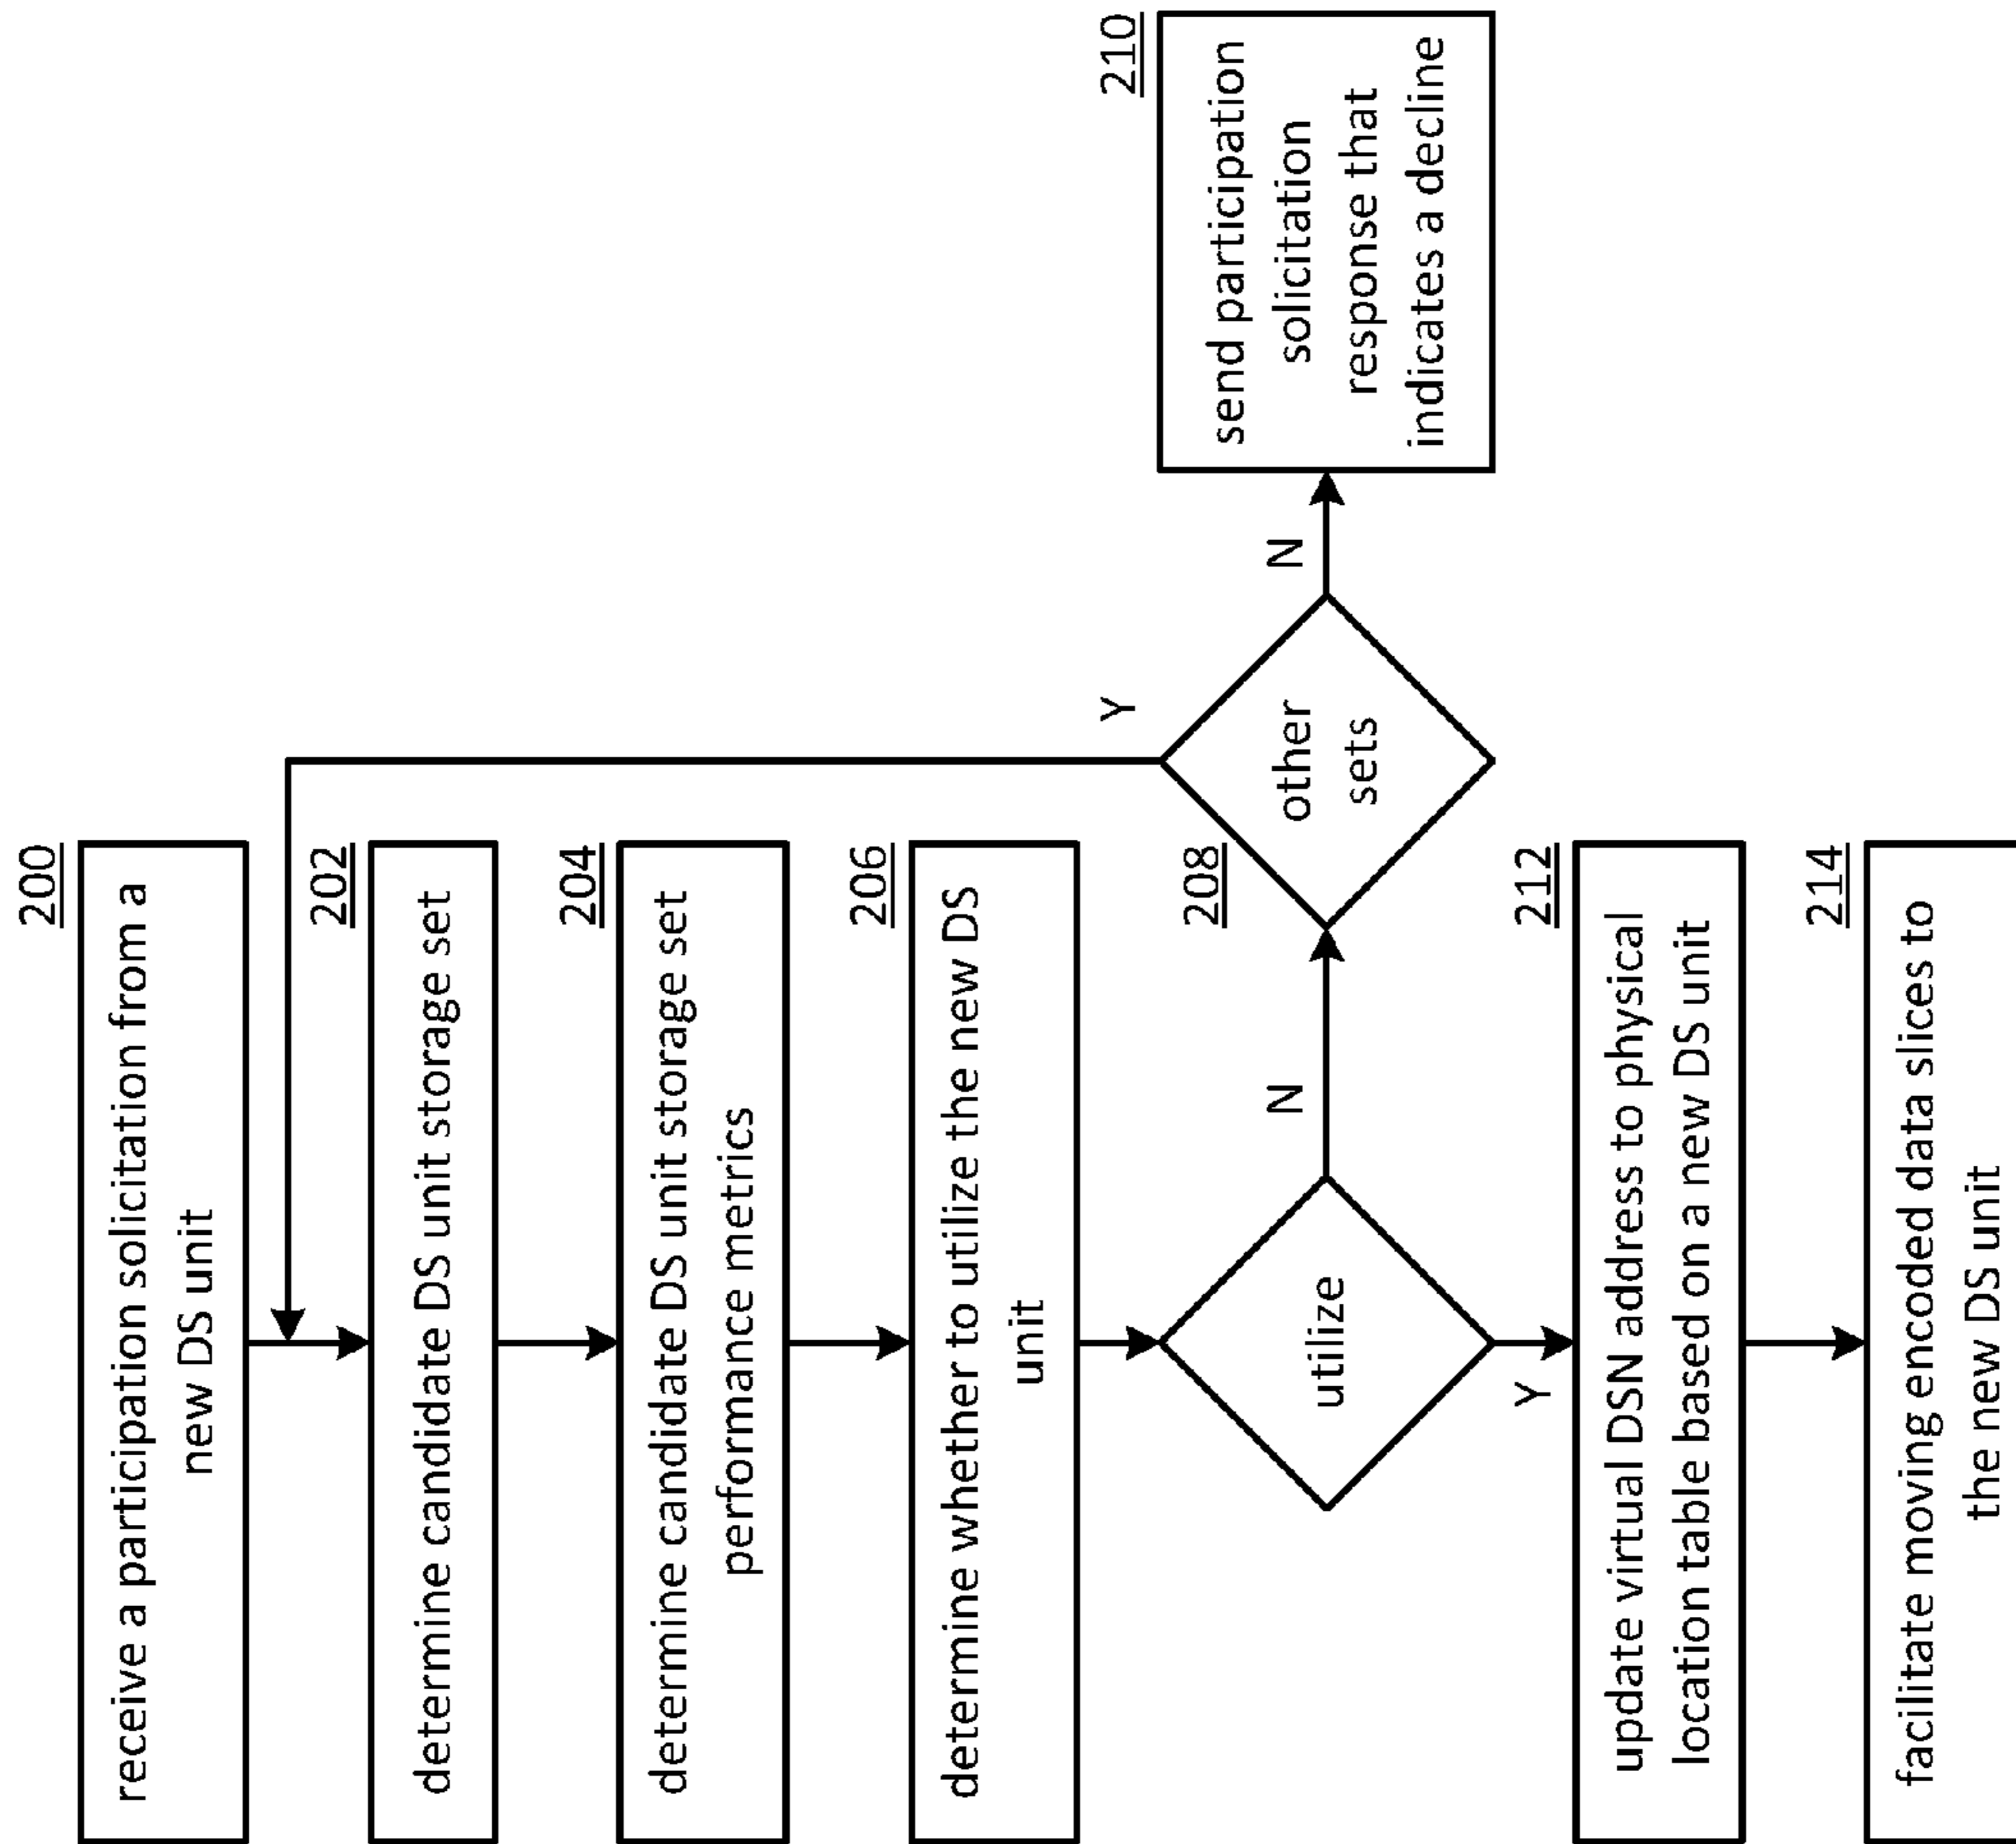 200
receive a participation solicitation from a
new DS unit
202
determine candidate DS unit storage set
204
determine candidate DS unit storage set
performance metrics
206
determine whether to utilize the new DS
unit
utilize
N
Y
208
other
sets
Y
N
210
send participation
solicitation
response that
indicates a decline
212
update virtual DSN address to physical
location table based on a new DS unit
214
facilitate moving encoded data slices to
the new DS unit